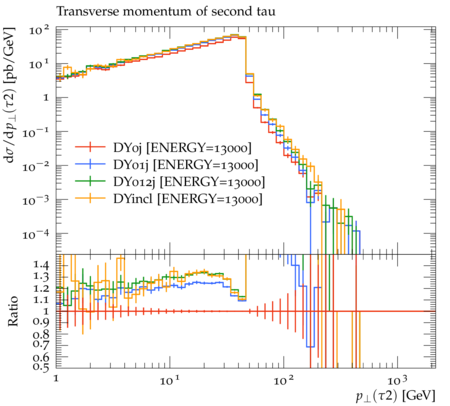 Transverse momentum of second tau
dσ/dp⊥(τ2) [pb/GeV]
10²
10¹
1
10⁻¹
10⁻²
10⁻³
10⁻⁴
DY0j [ENERGY=13000]
DY01j [ENERGY=13000]
DY012j [ENERGY=13000]
DYincl [ENERGY=13000]
Ratio
1.4
1.3
1.2
1.1
1
0.9
0.8
0.7
0.6
0.5
1 10¹ 10² 10³
p⊥(τ2) [GeV]